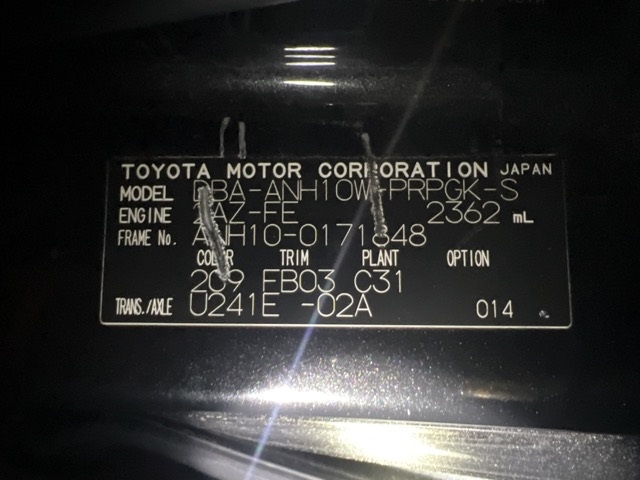 TOYOTA MOTOR CORPORATION JAPAN
MODEL DBA-ANH10W-PRPGK-S
ENGINE 2AZ-FE 2362 mL
FRAME No. ANH10-0171848
COLOR TRIM PLANT OPTION
209 EB03 C31
TRANS./AXLE U241E -02A 014